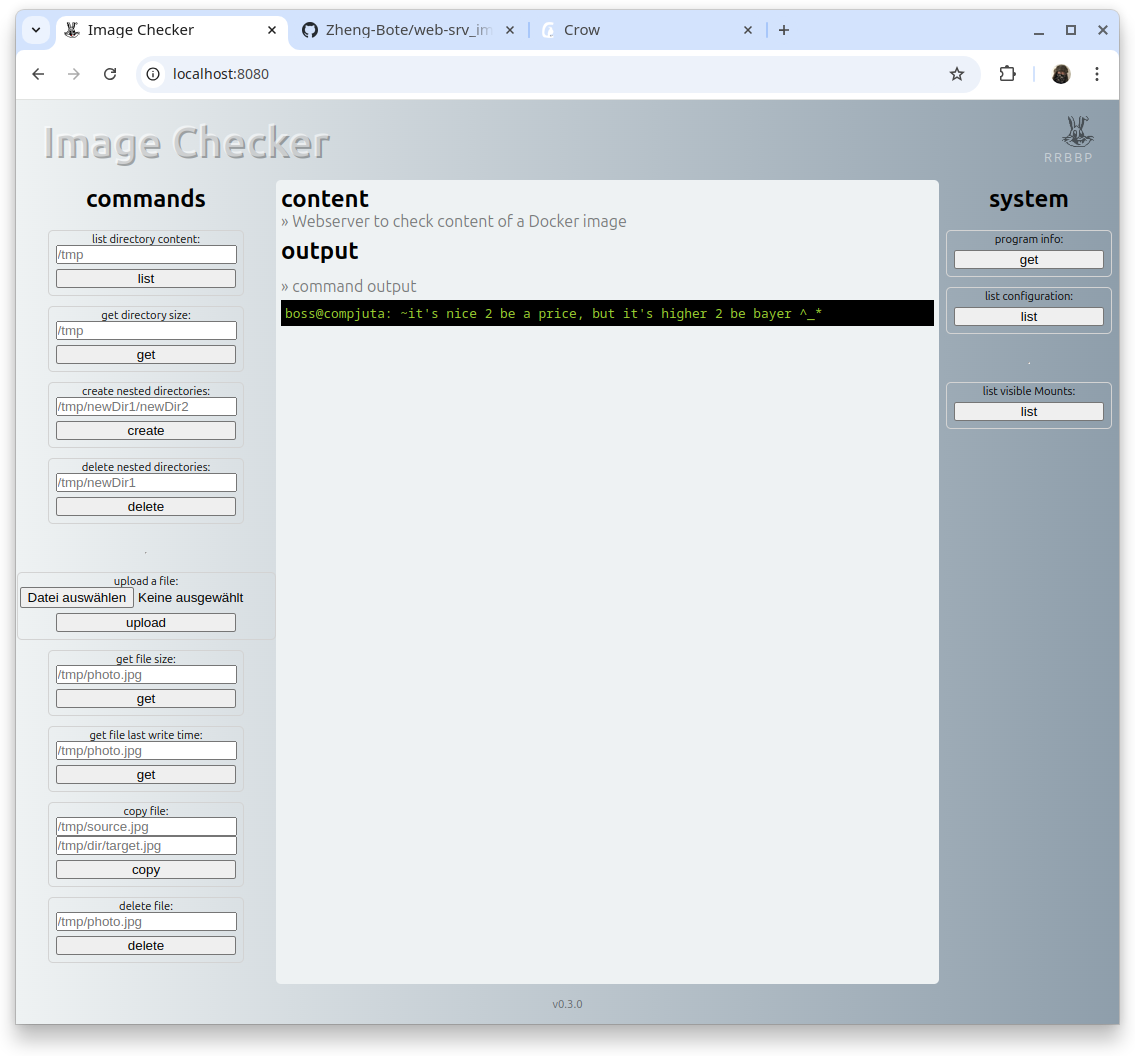 Image Checker
Zheng-Bote/web-srv_im
Crow
localhost:8080
Image Checker
RRBBP
commands
list directory content:
/tmp
list
get directory size:
/tmp
get
create nested directories:
/tmp/newDir1/newDir2
create
delete nested directories:
/tmp/newDir1
delete
.
upload a file:
Datei auswählen Keine ausgewählt
upload
get file size:
/tmp/photo.jpg
get
get file last write time:
/tmp/photo.jpg
get
copy file:
/tmp/source.jpg
/tmp/dir/target.jpg
copy
delete file:
/tmp/photo.jpg
delete
content
» Webserver to check content of a Docker image
output
» command output
boss@compjuta: ~it's nice 2 be a price, but it's higher 2 be bayer ^_*
system
program info:
get
list configuration:
list
.
list visible Mounts:
list
v0.3.0